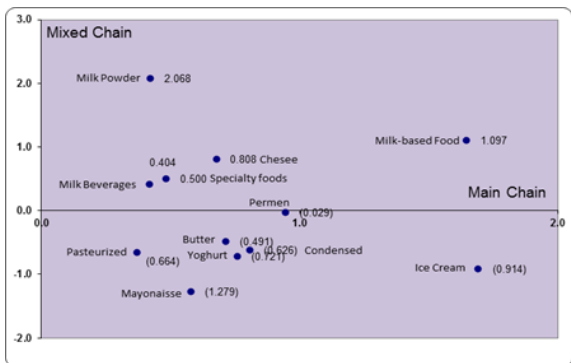 3.0
Mixed Chain
2.0
Milk Powder 2.068
Milk-based Food 1.097
1.0
0.404
0.808 Chesee
0.500 Specialty foods
Milk Beverages
Main Chain
Permen
0.0
0.0 1.0 2.0
(0.029)
Butter (0.491)
(0.626) Condensed
Pasteurized
(0.664)
Yoghurt (0.721)
Ice Cream (0.914)
-1.0
Mayonaisse (1.279)
-2.0